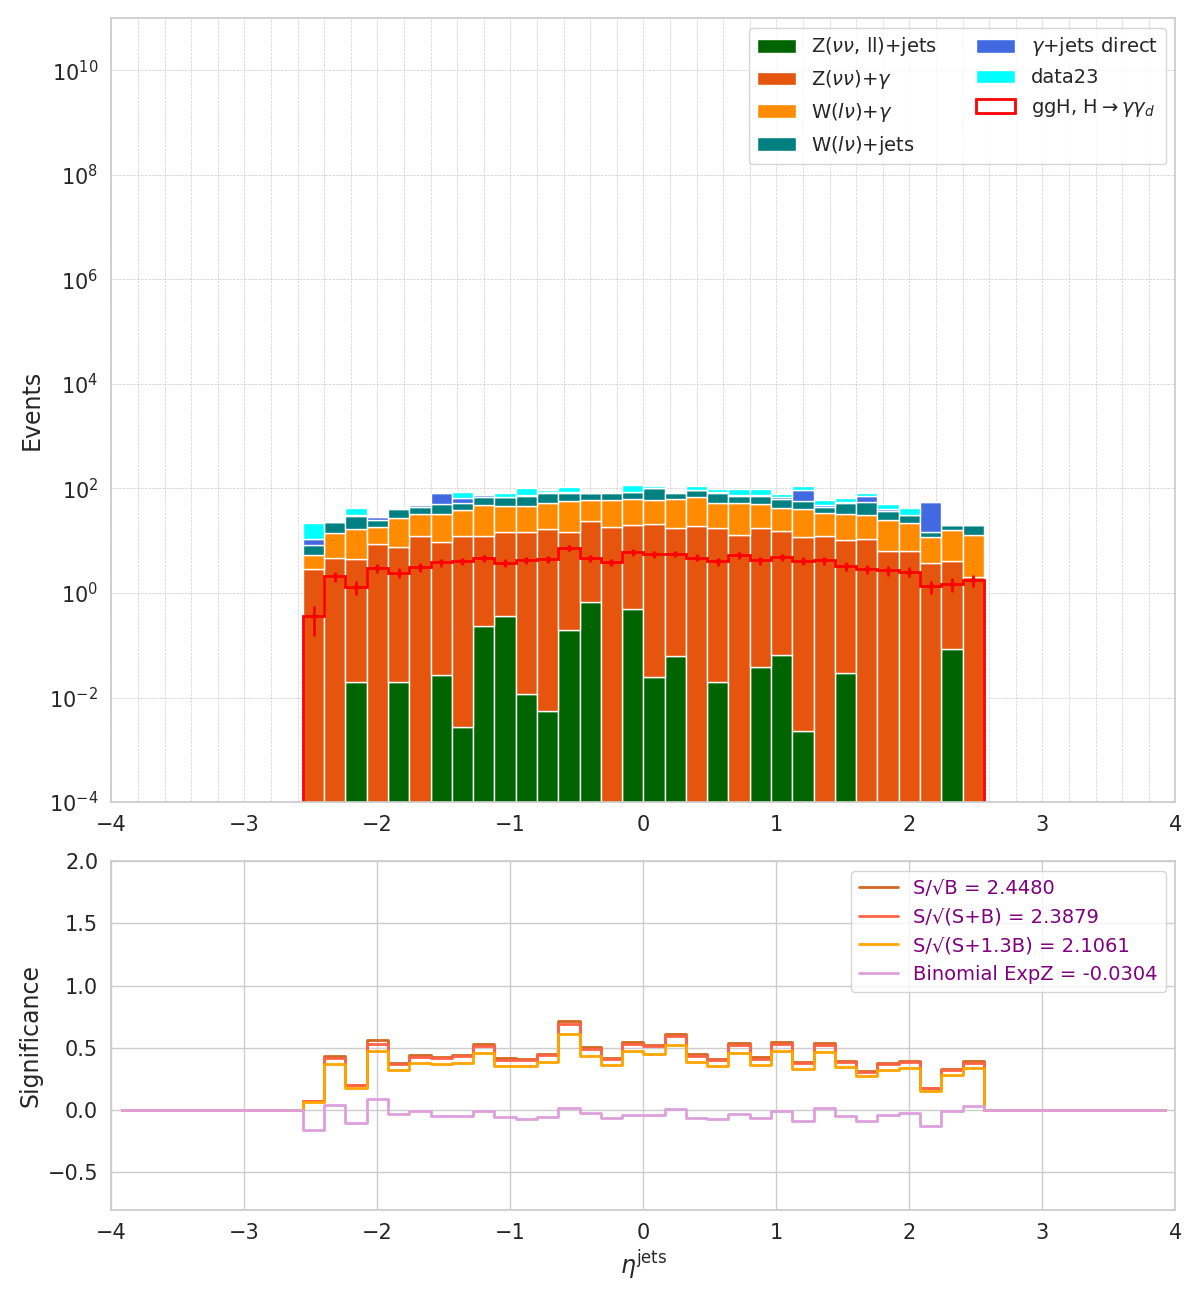 Z(νν, ll)+jets
Z(νν)+γ
W(lν)+γ
W(lν)+jets
γ+jets direct
data23
ggH, H→γγ_d
Events
10^10
10^8
10^6
10^4
10^2
10^0
10^−2
10^−4
−4 −3 −2 −1 0 1 2 3 4
S/√B = 2.4480
S/√(S+B) = 2.3879
S/√(S+1.3B) = 2.1061
Binomial ExpZ = -0.0304
Significance
2.0
1.5
1.0
0.5
0.0
−0.5
−4 −3 −2 −1 0 1 2 3 4
η^jets